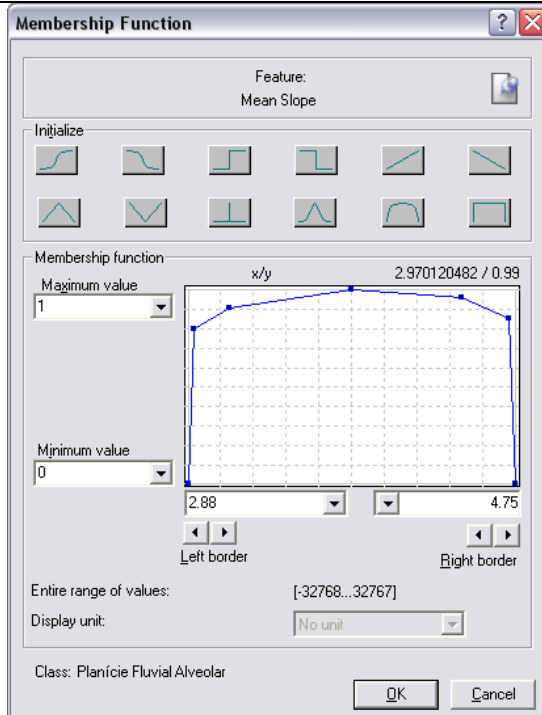 Membership Function
Feature:
Mean Slope
Initialize
Membership function
x/y 2.970120482 / 0.99
Maximum value
1
Minimum value
0
2.88 4.75
Left border Right border
Entire range of values: [-32768...32767]
Display unit: No unit
Class: Planície Fluvial Alveolar
OK Cancel